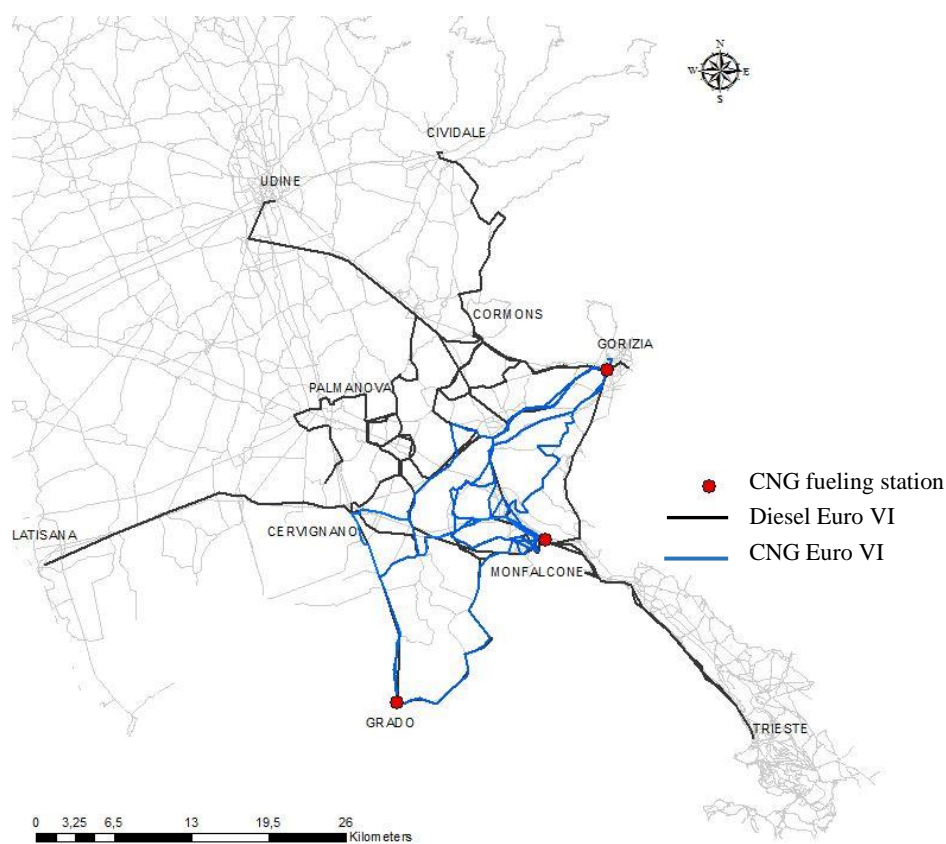 N
W E
S
CIVIDALE
UDINE
CORMONS
GORIZIA
PALMANOVA
CNG fueling station
Diesel Euro VI
LATISANA
CERVIGNANO
CNG Euro VI
MONFALCONE
GRADO
TRIESTE
0 3,25 6,5 13 19,5 26
Kilometers